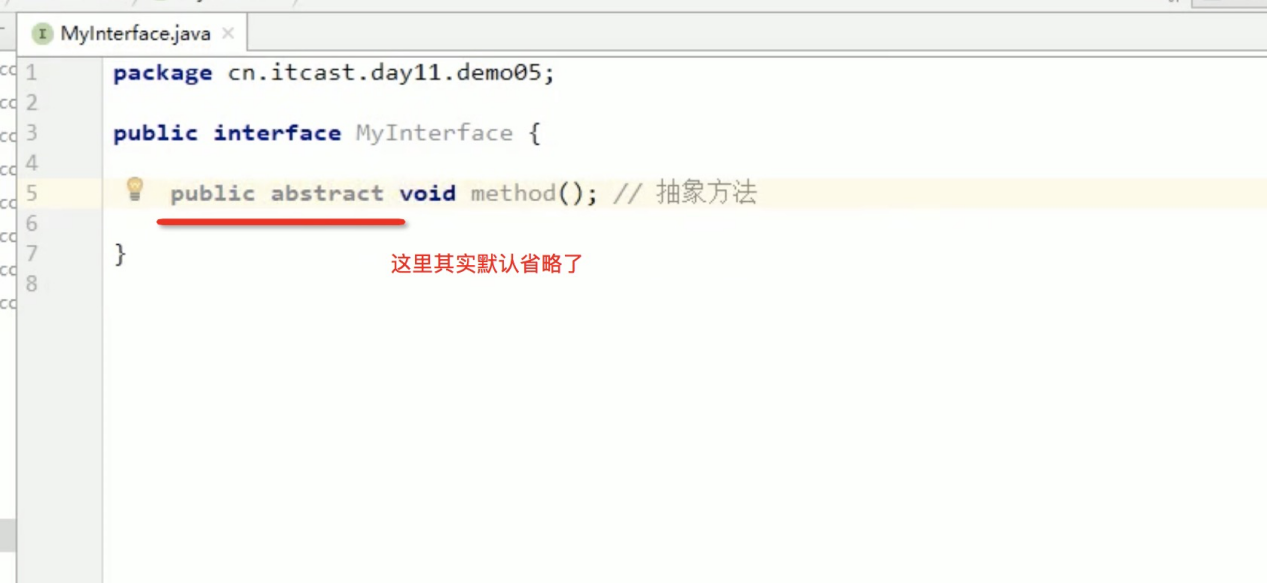 MyInterface.java
1 package cn.itcast.day11.demo05;
2
3 public interface MyInterface {
4
5 public abstract void method(); // 抽象方法
6
7 }
这里其实默认省略了
8